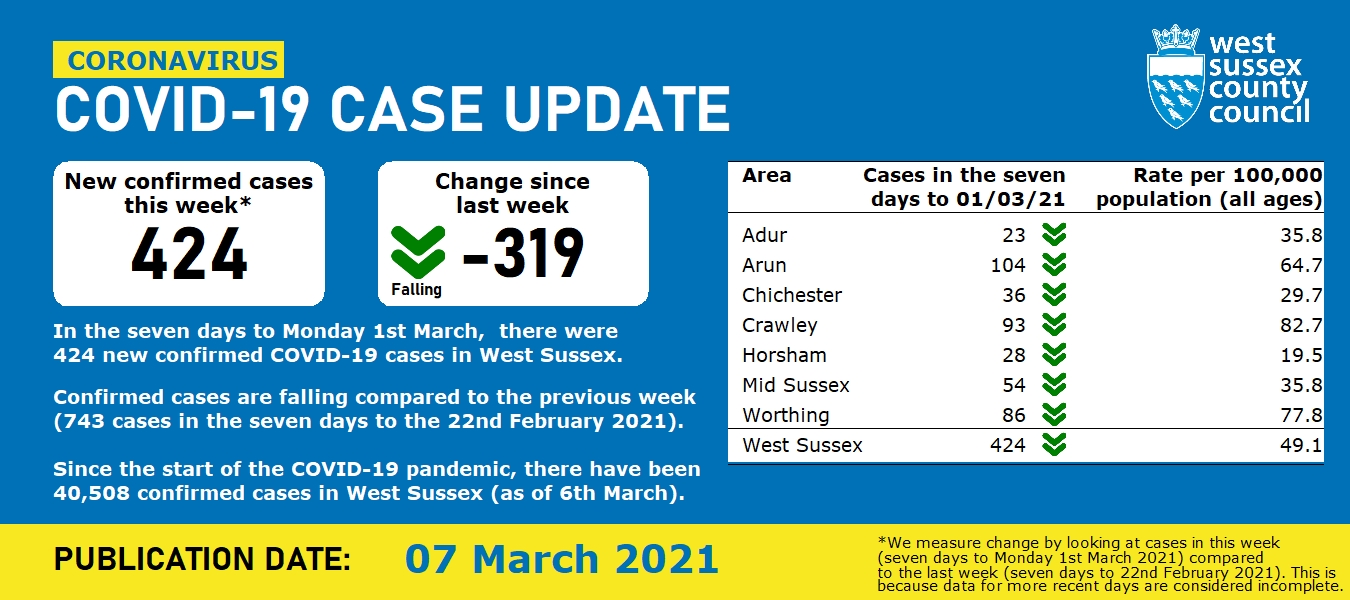 CORONAVIRUS
COVID-19 CASE UPDATE
west
sussex
county
council
New confirmed cases
this week*
424
Change since
last week
-319
Falling
In the seven days to Monday 1st March,  there were
424 new confirmed COVID-19 cases in West Sussex.
Confirmed cases are falling compared to the previous week
(743 cases in the seven days to the 22nd February 2021).
Since the start of the COVID-19 pandemic, there have been
40,508 confirmed cases in West Sussex (as of 6th March).
Area Cases in the seven Rate per 100,000
days to 01/03/21 population (all ages)
Adur 23 35.8
Arun 104 64.7
Chichester 36 29.7
Crawley 93 82.7
Horsham 28 19.5
Mid Sussex 54 35.8
Worthing 86 77.8
West Sussex 424 49.1
PUBLICATION DATE: 07 March 2021
*We measure change by looking at cases in this week
(seven days to Monday 1st March 2021) compared
to the last week (seven days to 22nd February 2021). This is
because data for more recent days are considered incomplete.